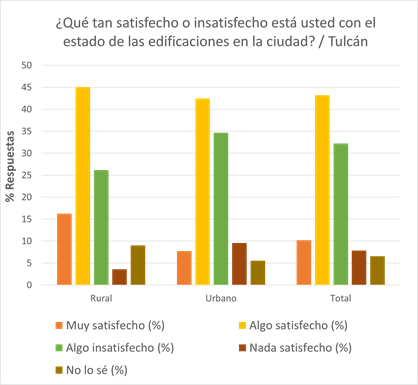 ¿Qué tan satisfecho o insatisfecho está usted con el
estado de las edificaciones en la ciudad? / Tulcán
% Respuestas
50
45
40
35
30
25
20
15
10
5
0
Rural Urbano Total
Muy satisfecho (%) Algo satisfecho (%)
Algo insatisfecho (%) Nada satisfecho (%)
No lo sé (%)